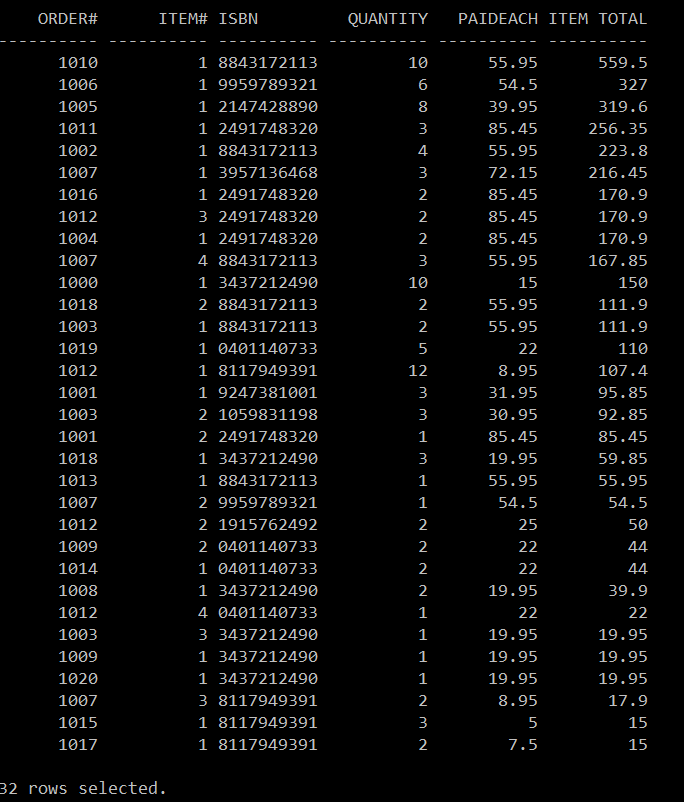 ORDER# ITEM# ISBN QUANTITY PAIDEACH ITEM TOTAL
---------- ---------- ---------- ---------- ---------- ----------
1010 1 8843172113 10 55.95 559.5
1006 1 9959789321 6 54.5 327
1005 1 2147428890 8 39.95 319.6
1011 1 2491748320 3 85.45 256.35
1002 1 8843172113 4 55.95 223.8
1007 1 3957136468 3 72.15 216.45
1016 1 2491748320 2 85.45 170.9
1012 3 2491748320 2 85.45 170.9
1004 1 2491748320 2 85.45 170.9
1007 4 8843172113 3 55.95 167.85
1000 1 3437212490 10 15 150
1018 2 8843172113 2 55.95 111.9
1003 1 8843172113 2 55.95 111.9
1019 1 0401140733 5 22 110
1012 1 8117949391 12 8.95 107.4
1001 1 9247381001 3 31.95 95.85
1003 2 1059831198 3 30.95 92.85
1001 2 2491748320 1 85.45 85.45
1018 1 3437212490 3 19.95 59.85
1013 1 8843172113 1 55.95 55.95
1007 2 9959789321 1 54.5 54.5
1012 2 1915762492 2 25 50
1009 2 0401140733 2 22 44
1014 1 0401140733 2 22 44
1008 1 3437212490 2 19.95 39.9
1012 4 0401140733 1 22 22
1003 3 3437212490 1 19.95 19.95
1009 1 3437212490 1 19.95 19.95
1020 1 3437212490 1 19.95 19.95
1007 3 8117949391 2 8.95 17.9
1015 1 8117949391 3 5 15
1017 1 8117949391 2 7.5 15
32 rows selected.